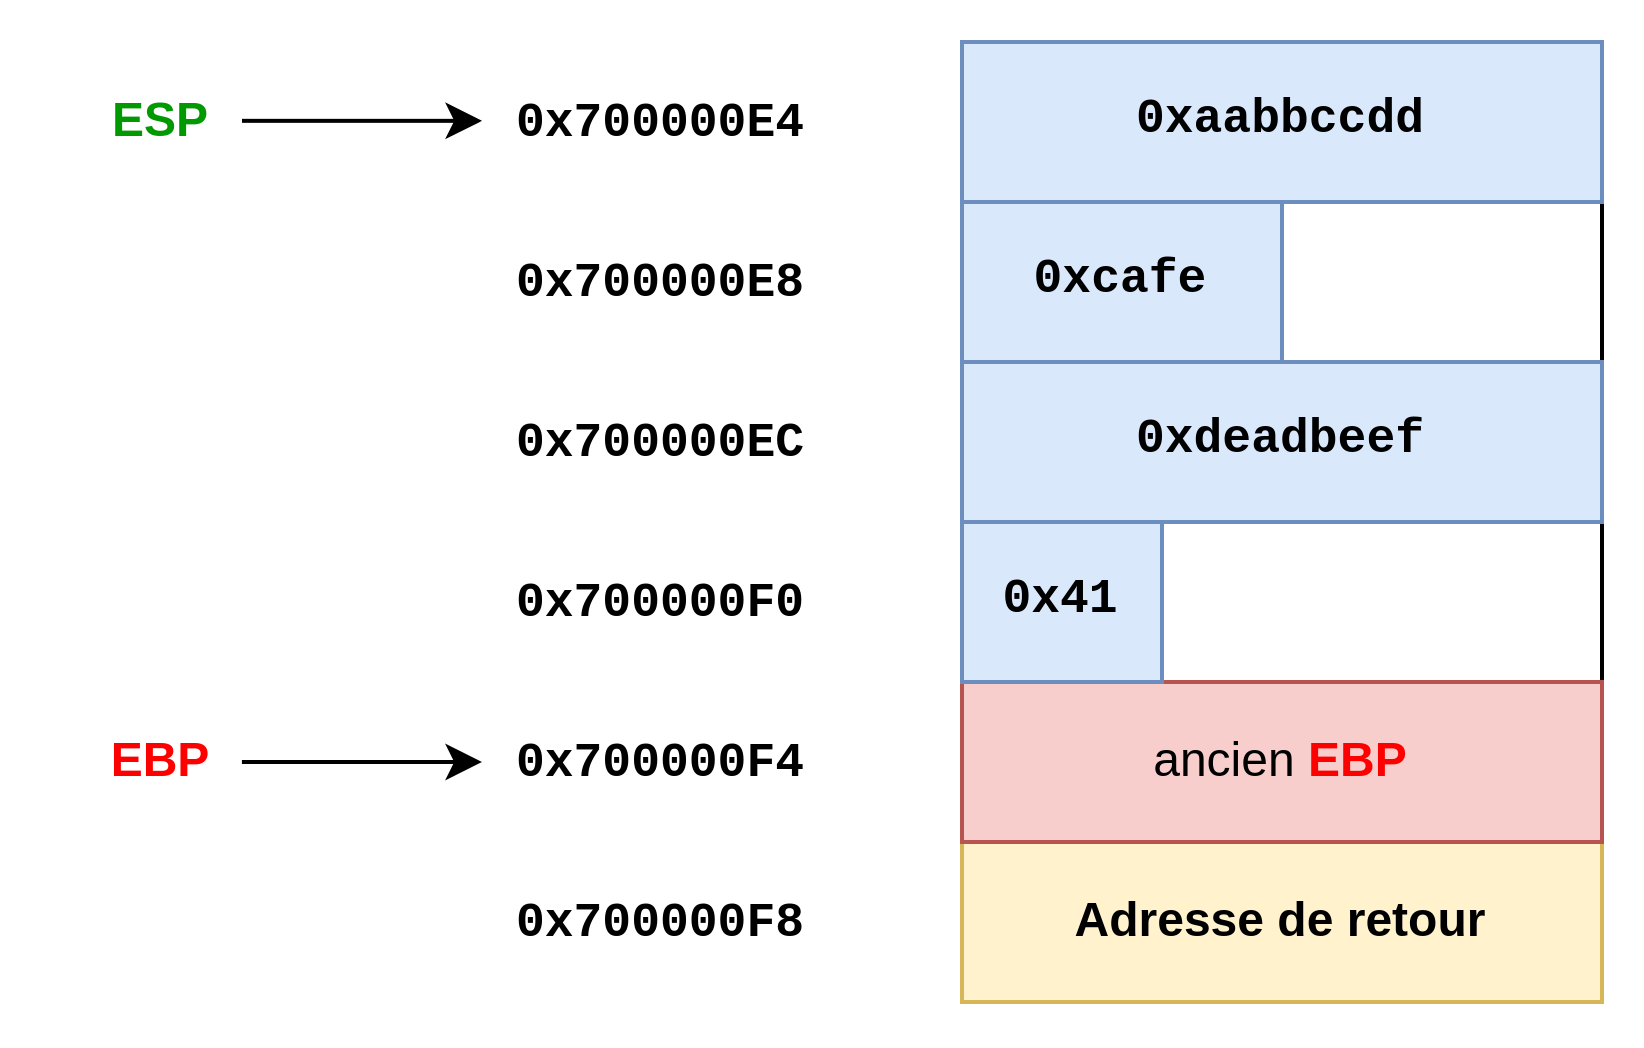 ESP 0x700000E4 0xaabbccdd
0x700000E8 0xcafe
0x700000EC 0xdeadbeef
0x700000F0 0x41
EBP 0x700000F4 ancien EBP
0x700000F8 Adresse de retour